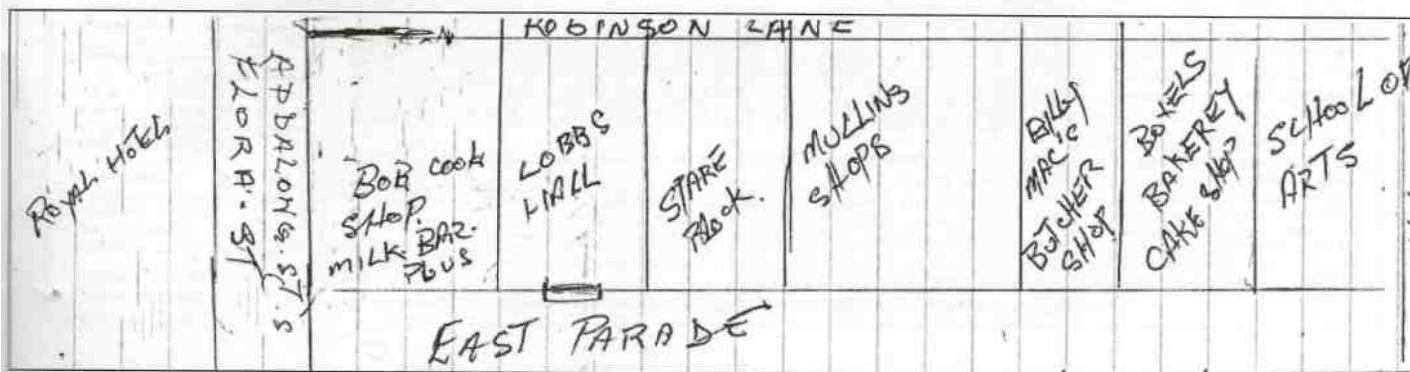 ROBINSON LANE
N
ROYAL HOTEL
ADDALONG. ST. S
FLORA. ST
BOB COOK
SHOP.
MILK BAR.
PLUS
LOBBS
HALL
STARE
Block.
MULLINS
SHOPS
BILLY
MAC'S
BUTCHER
SHOP
BOXELS
BAKEREY
CAKE SHOP
SCHOOL OF
ARTS
EAST PARADE